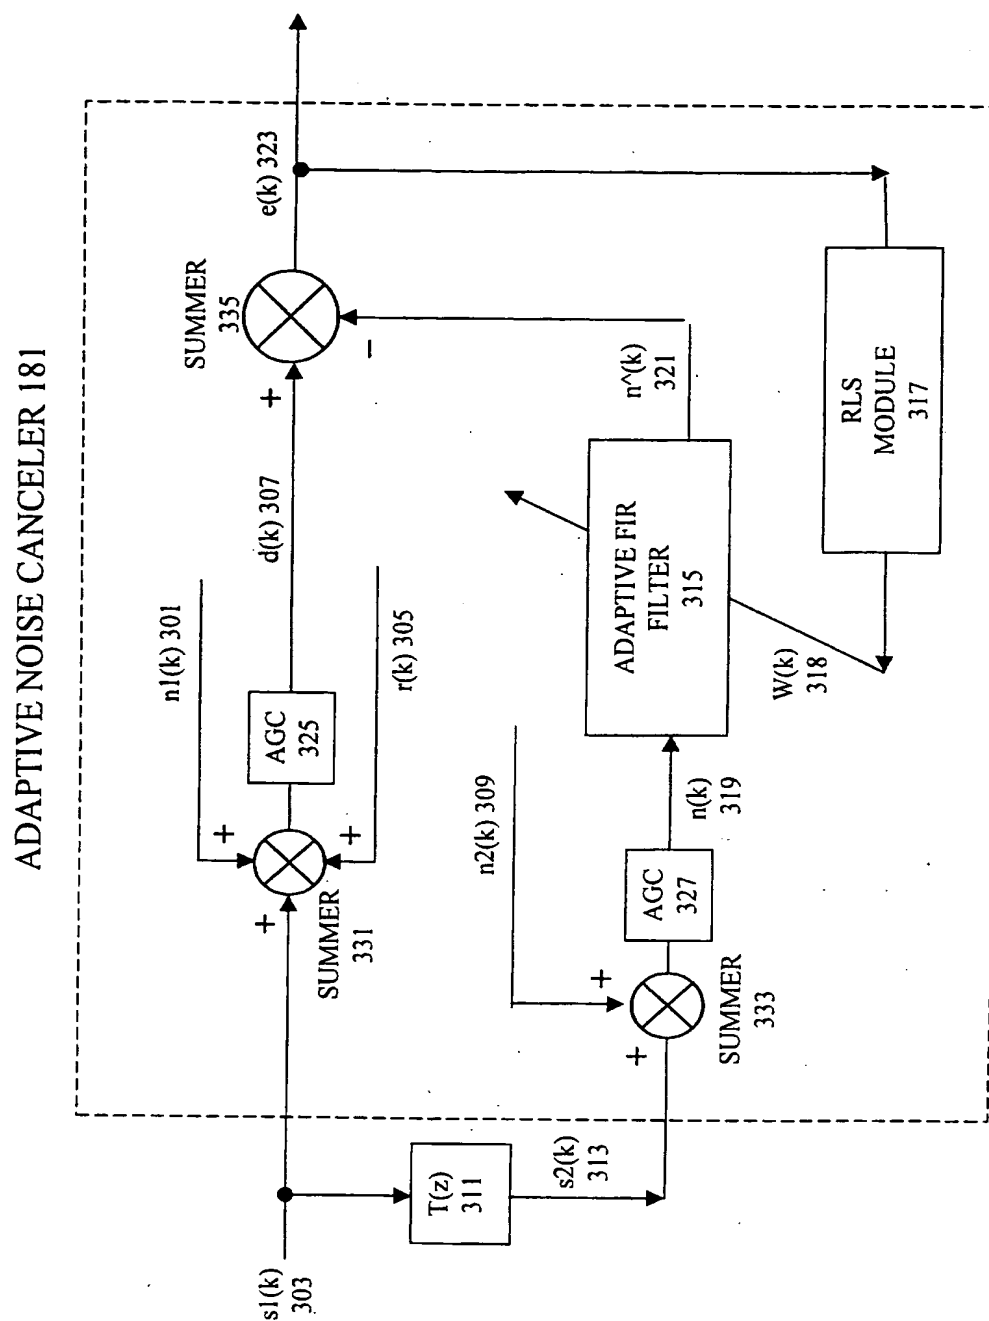 ADAPTIVE NOISE CANCELER 181
s1(k)
303
T(z)
311
s2(k)
313
+
SUMMER
331
+
+
n1(k) 301
AGC
325
r(k) 305
d(k) 307
+
-
SUMMER
335
e(k) 323
+
+
SUMMER
333
n2(k) 309
AGC
327
n(k)
319
ADAPTIVE FIR
FILTER
315
n^(k)
321
W(k)
318
RLS
MODULE
317